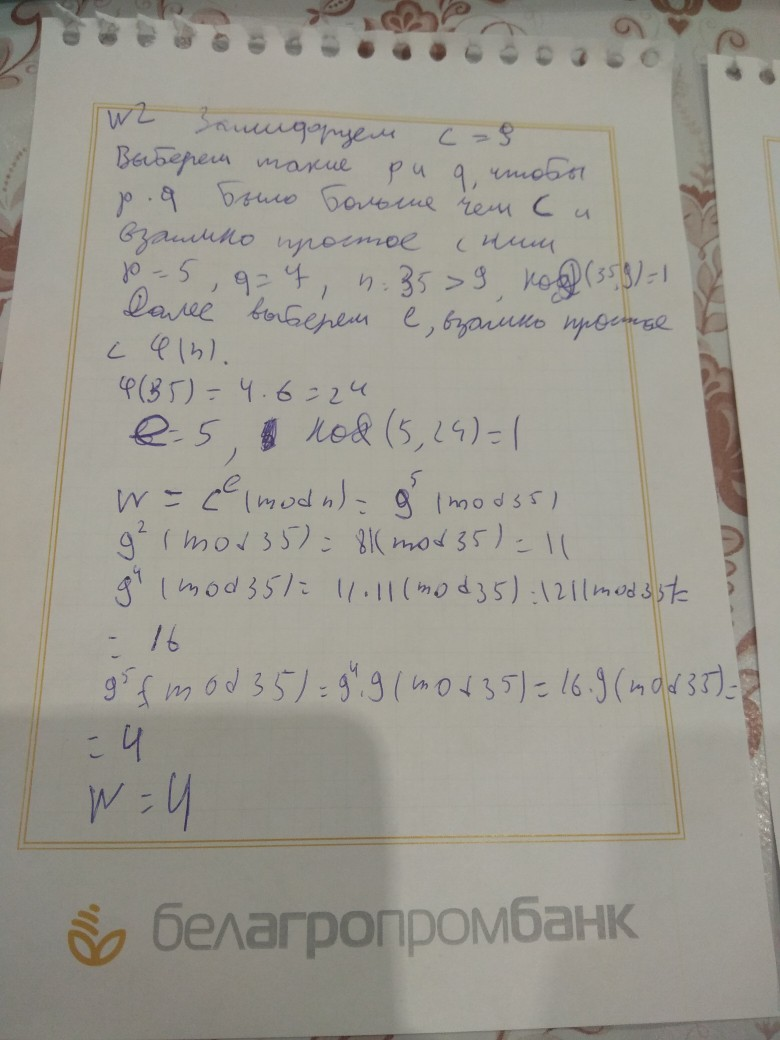 №2 Зашифруем C = 9
Выберем такие p и q, чтобы
p·q было больше чем C и
взаимно простое с ним
p = 5, q = 7, n = 35 > 9, НОД(35,9)=1
Далее выберем e, взаимно простое
с φ(n).
φ(35) = 4·6 = 24
e = 5, НОД(5,24)=1
W = C^e (mod n) = 9^5 (mod 35)
9^2 (mod 35) = 81(mod 35) = 11
9^4 (mod 35) = 11·11(mod 35) = 121(mod 35)=
= 16
9^5 (mod 35) = 9^4·9(mod 35) = 16·9(mod 35)=
= 4
W = 4
белагропромбанк